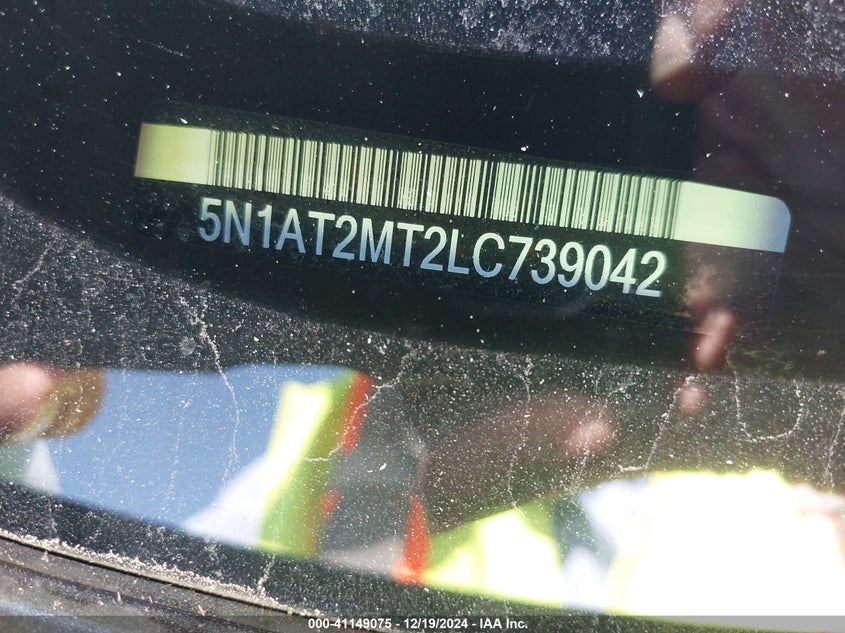 5N1AT2MT2LC739042
000-41149075 - 12/19/2024 - IAA Inc.